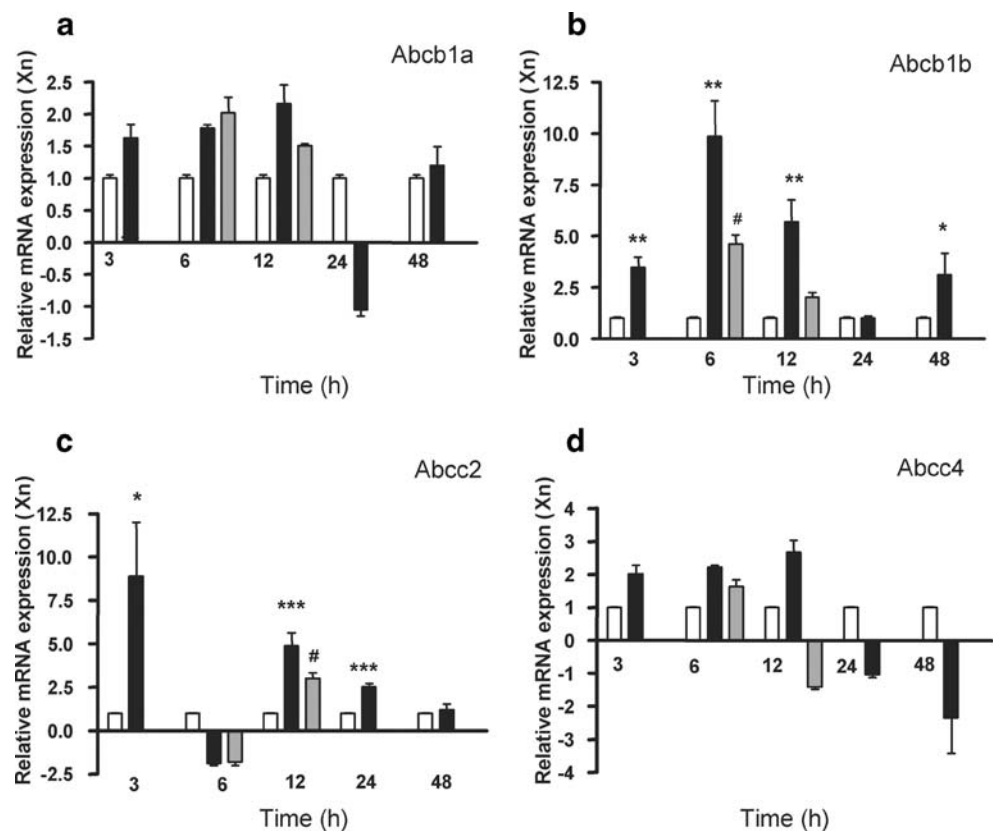 a
Abcb1a
Relative mRNA expression (Xn)
2.5
2.0
1.5
1.0
0.5
0.0
-0.5
-1.0
-1.5
3 6 12 24 48
Time (h)
b
Abcb1b
Relative mRNA expression (Xn)
12.5
10.0
7.5
5.0
2.5
0.0
** ** # ** *
3 6 12 24 48
Time (h)
c
Abcc2
Relative mRNA expression (Xn)
12.5
10.0
7.5
5.0
2.5
0.0
-2.5
* *** # ***
3 6 12 24 48
Time (h)
d
Abcc4
Relative mRNA expression (Xn)
4
3
2
1
0
-1
-2
-3
-4
3 6 12 24 48
Time (h)